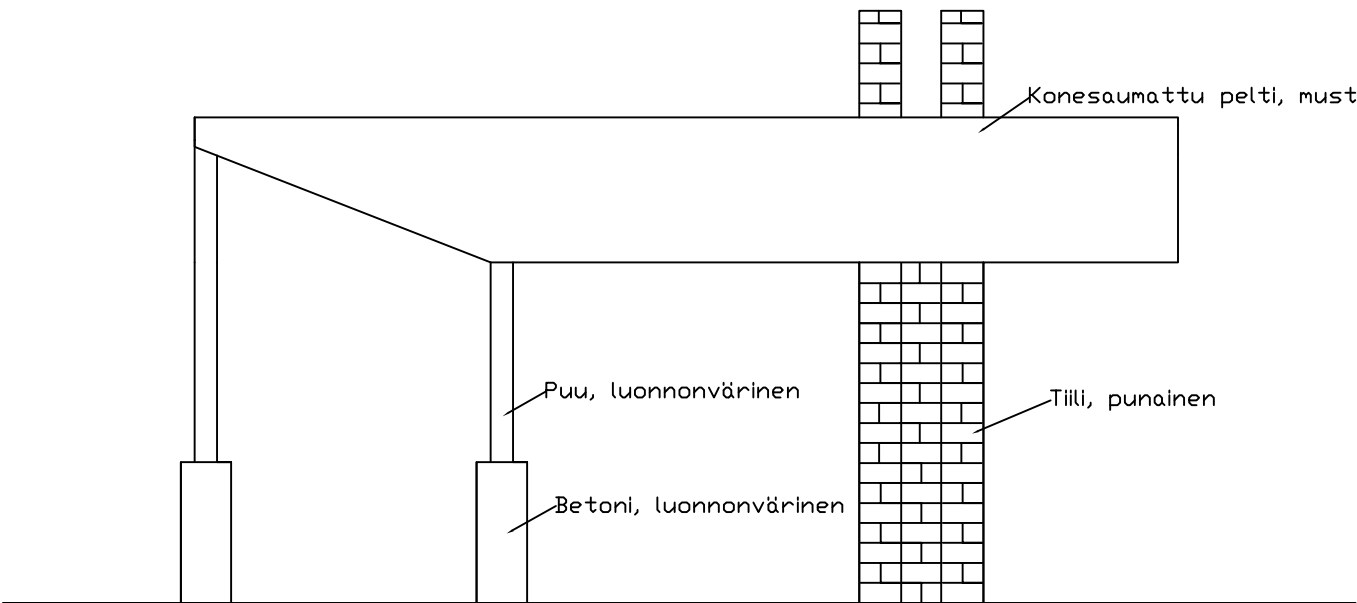 Konesaumattu pelti, must
Puu, luonnonvärinen
Tiili, punainen
Betoni, luonnonvärinen